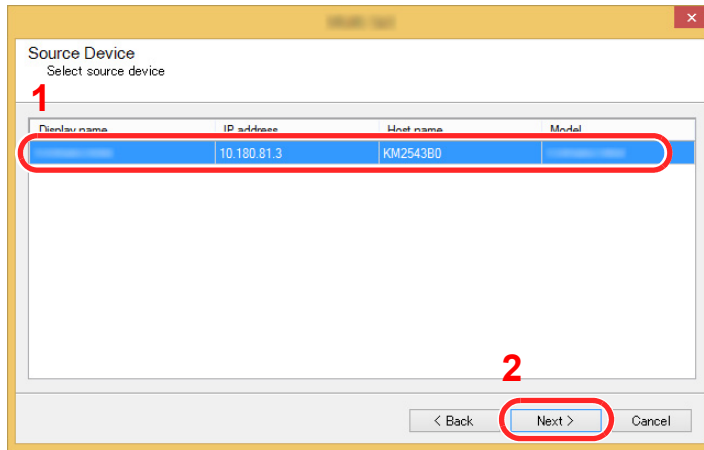 Source Device
Select source device
1
Display name IP address Host name Model
10.180.81.3 KM2543B0
2
< Back Next > Cancel